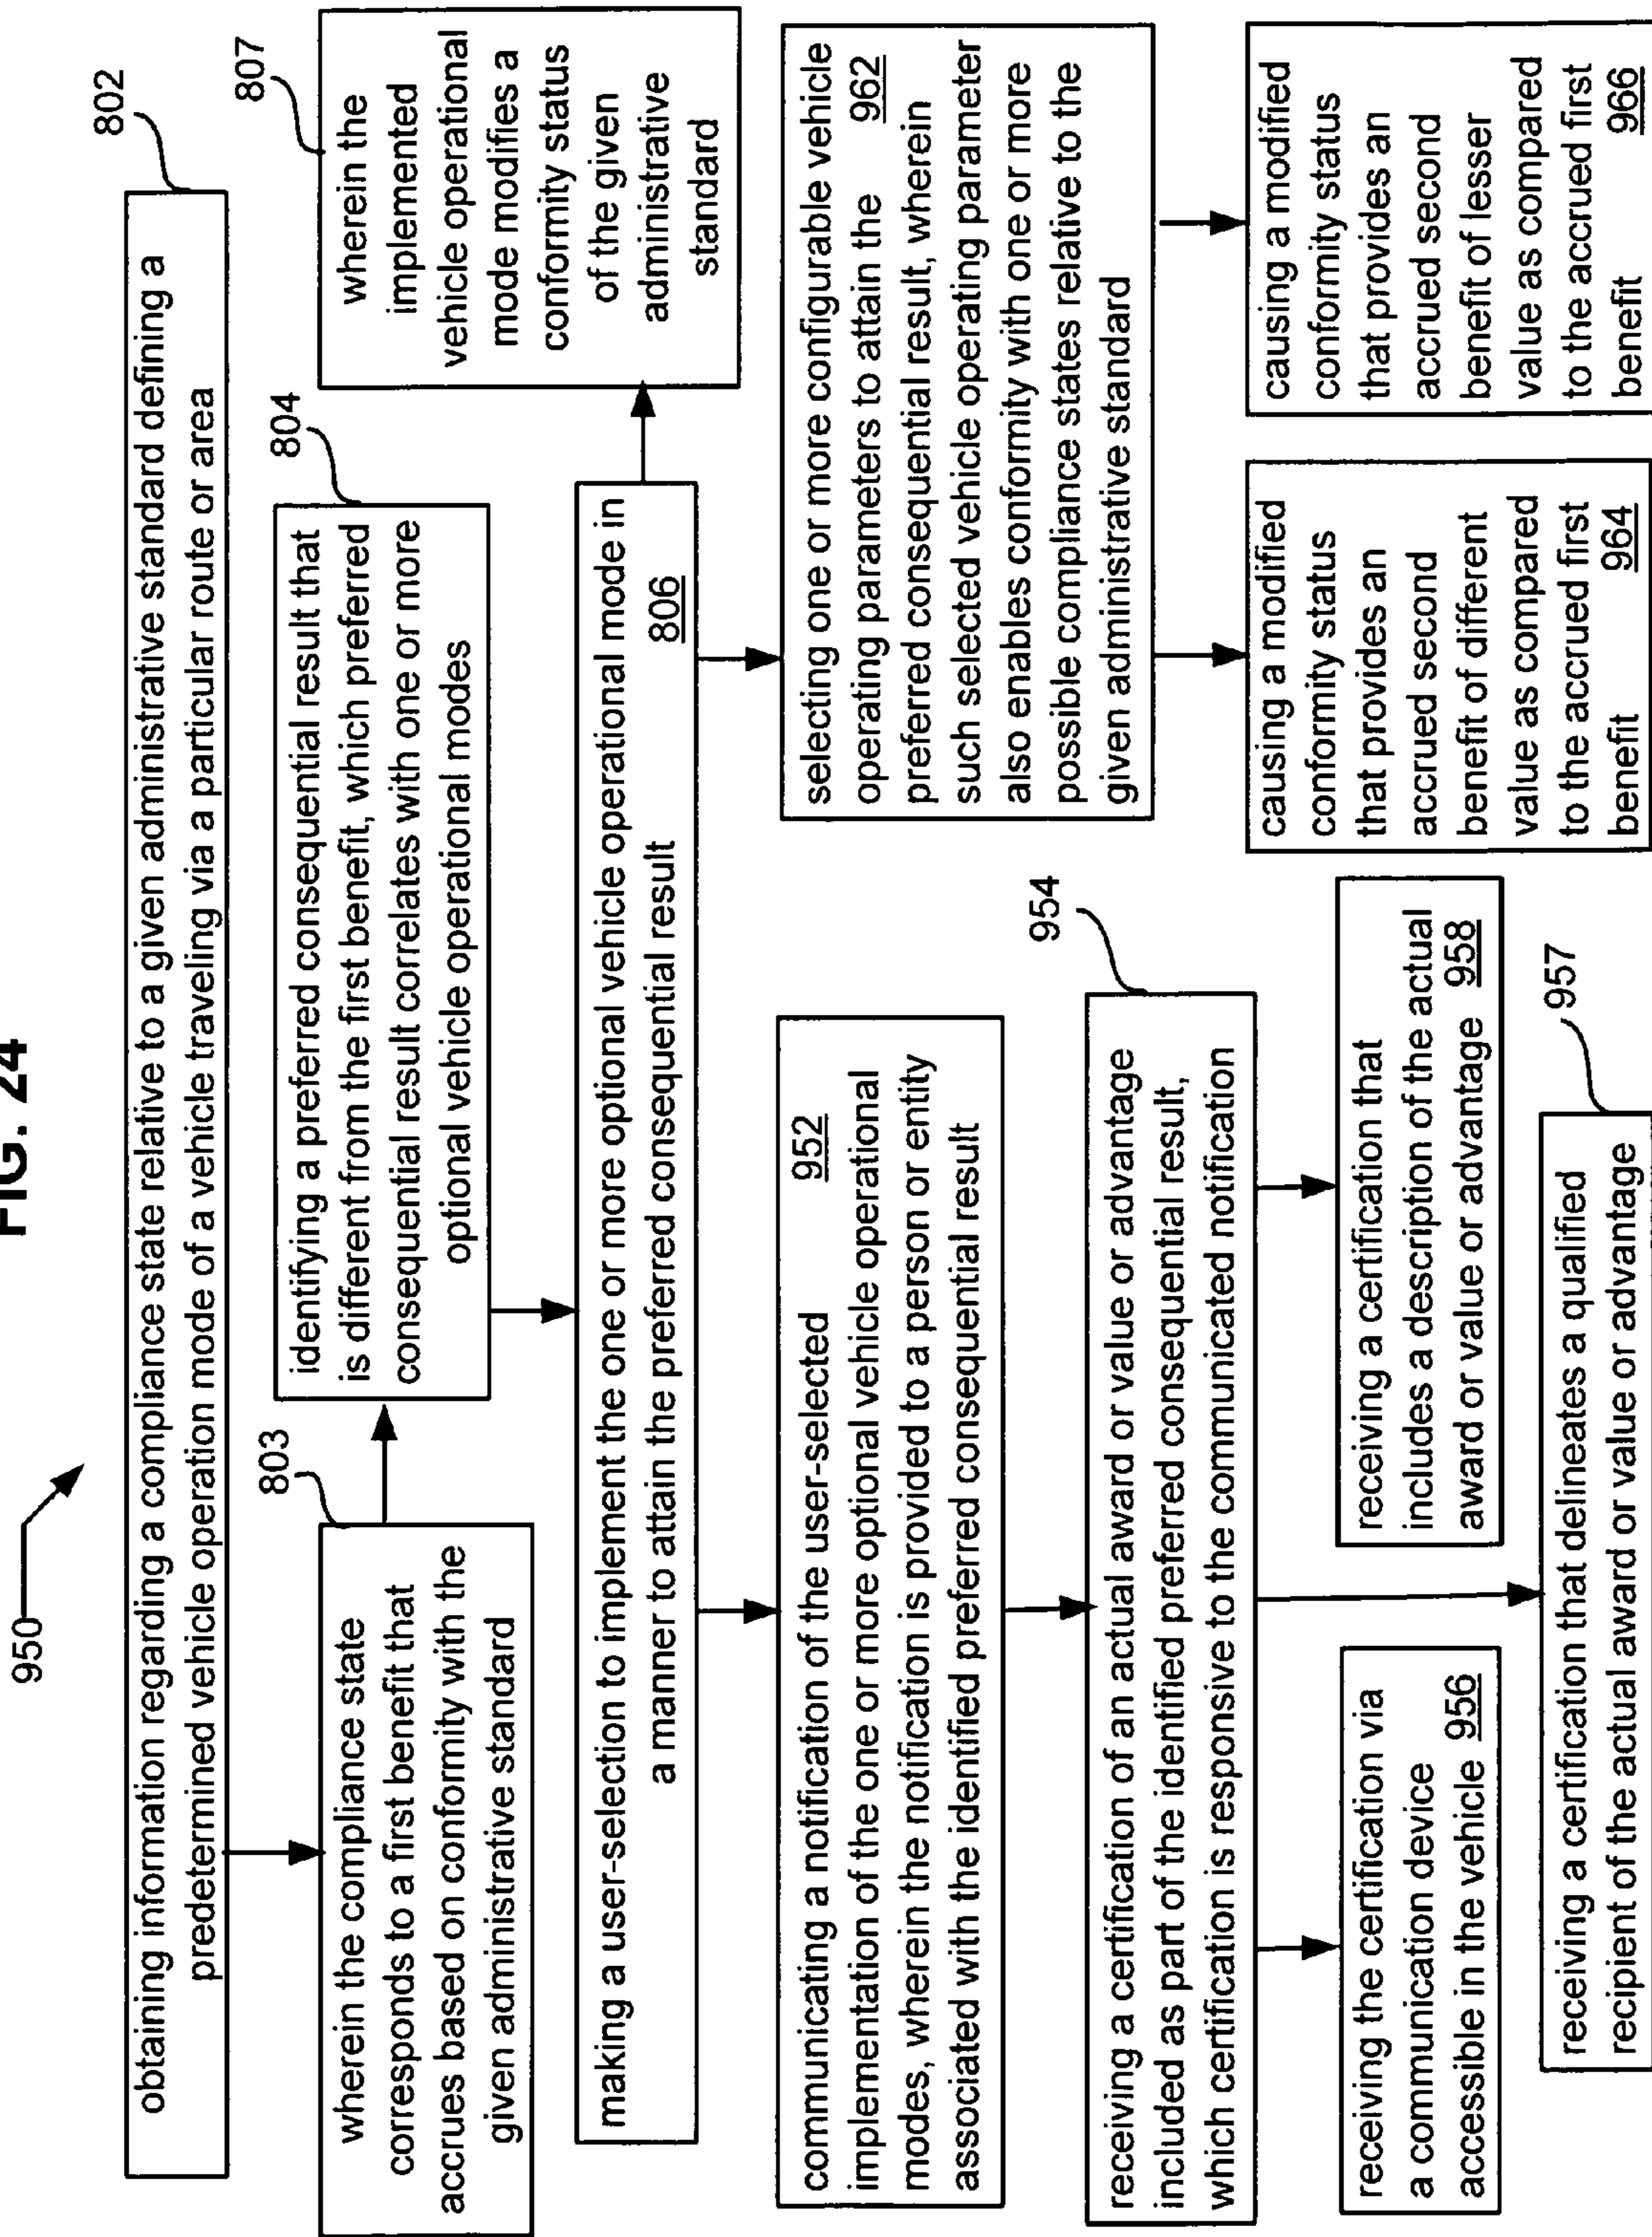 FIG. 24
950
802
obtaining information regarding a compliance state relative to a given administrative standard defining a
predetermined vehicle operation mode of a vehicle traveling via a particular route or area
803
wherein the compliance state
corresponds to a first benefit that
accrues based on conformity with the
given administrative standard
804
identifying a preferred consequential result that
is different from the first benefit, which preferred
consequential result correlates with one or more
optional vehicle operational modes
807
wherein the
implemented
vehicle operational
mode modifies a
conformity status
of the given
administrative
standard
making a user-selection to implement the one or more optional vehicle operational mode in
a manner to attain the preferred consequential result 806
communicating a notification of the user-selected 952
implementation of the one or more optional vehicle operational
modes, wherein the notification is provided to a person or entity
associated with the identified preferred consequential result
selecting one or more configurable vehicle
operating parameters to attain the 962
preferred consequential result, wherein
such selected vehicle operating parameter
also enables conformity with one or more
possible compliance states relative to the
given administrative standard
954
receiving a certification of an actual award or value or advantage
included as part of the identified preferred consequential result,
which certification is responsive to the communicated notification
receiving the certification via
a communication device
accessible in the vehicle 956
receiving a certification that
includes a description of the actual
award or value or advantage 958
957
receiving a certification that delineates a qualified
recipient of the actual award or value or advantage
causing a modified
conformity status
that provides an
accrued second
benefit of different
value as compared
to the accrued first
benefit 964
causing a modified
conformity status
that provides an
accrued second
benefit of lesser
value as compared
to the accrued first
benefit 966